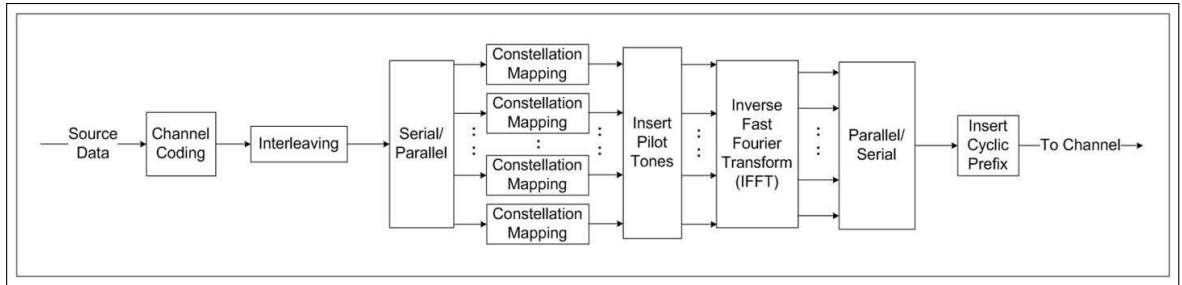 Source
Data
Channel
Coding
Interleaving
Serial/
Parallel
Constellation
Mapping
Constellation
Mapping
Constellation
Mapping
Constellation
Mapping
Insert
Pilot
Tones
Inverse
Fast
Fourier
Transform
(IFFT)
Parallel/
Serial
Insert
Cyclic
Prefix
To Channel